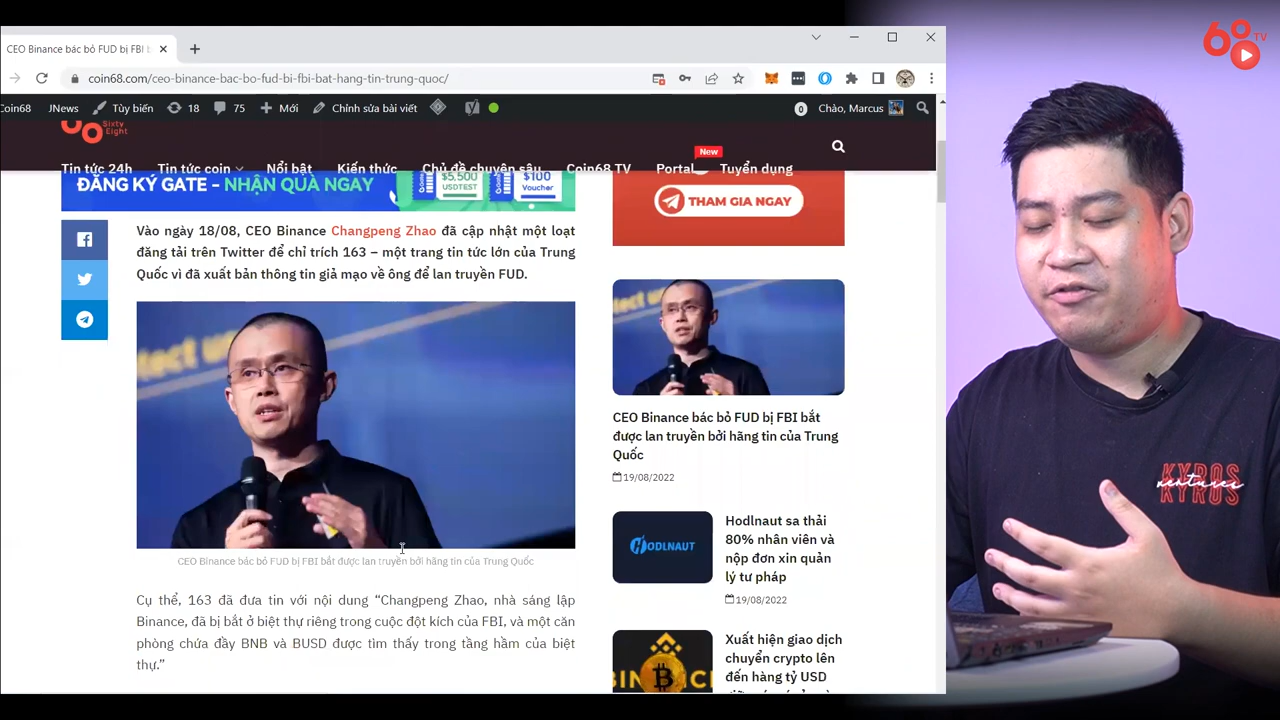 68 TV
CEO Binance bác bỏ FUD bị FBI
coin68.com/ceo-binance-bac-bo-fud-bi-fbi-bat-hang-tin-trung-quoc/
Coin68 JNews Tùy biến 18 75 Mới Chỉnh sửa bài viết 0 Chào, Marcus
Sixty Eight
New
Tin tức 24h Tin tức coin Nổi bật Kiến thức Chủ đề chuyên sâu Coin68 TV Portal Tuyển dụng
ĐĂNG KÝ GATE - NHẬN QUÀ NGAY
$5,500 USDTEST
$100 Voucher
THAM GIA NGAY
Vào ngày 18/08, CEO Binance Changpeng Zhao đã cập nhật một loạt
đăng tải trên Twitter để chỉ trích 163 – một trang tin tức lớn của Trung
Quốc vì đã xuất bản thông tin giả mạo về ông để lan truyền FUD.
CEO Binance bác bỏ FUD bị FBI bắt được lan truyền bởi hãng tin của Trung Quốc
Cụ thể, 163 đã đưa tin với nội dung “Changpeng Zhao, nhà sáng lập
Binance, đã bị bắt ở biệt thự riêng trong cuộc đột kích của FBI, và một căn
phòng chứa đầy BNB và BUSD được tìm thấy trong tầng hầm của biệt
thự.”
CEO Binance bác bỏ FUD bị FBI bắt
được lan truyền bởi hãng tin của Trung
Quốc
19/08/2022
HODLNAUT
Hodlnaut sa thải
80% nhân viên và
nộp đơn xin quản
lý tư pháp
19/08/2022
Xuất hiện giao dịch
chuyển crypto lên
đến hàng tỷ USD
KYROS
ventures
KYROS